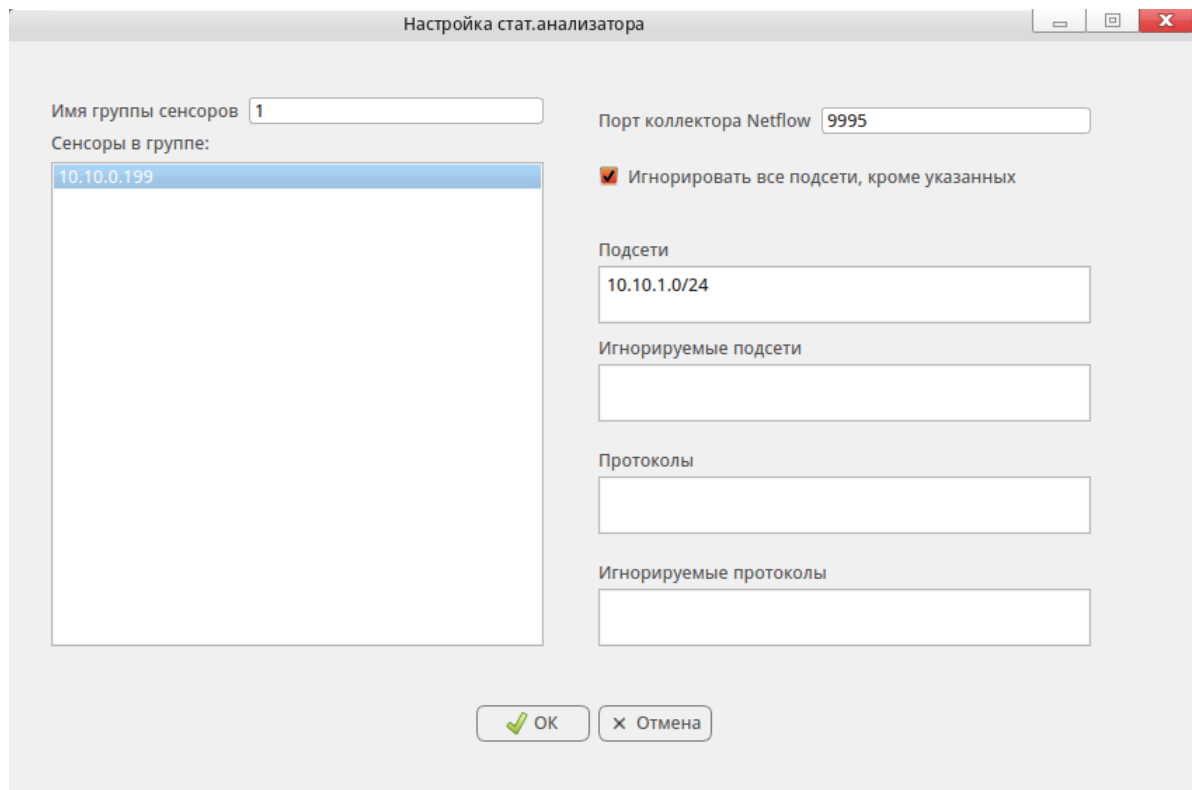 Настройка стат.анализатора
Имя группы сенсоров 1
Сенсоры в группе:
10.10.0.199
Порт коллектора Netflow 9995
Игнорировать все подсети, кроме указанных
Подсети
10.10.1.0/24
Игнорируемые подсети
Протоколы
Игнорируемые протоколы
OK
Отмена